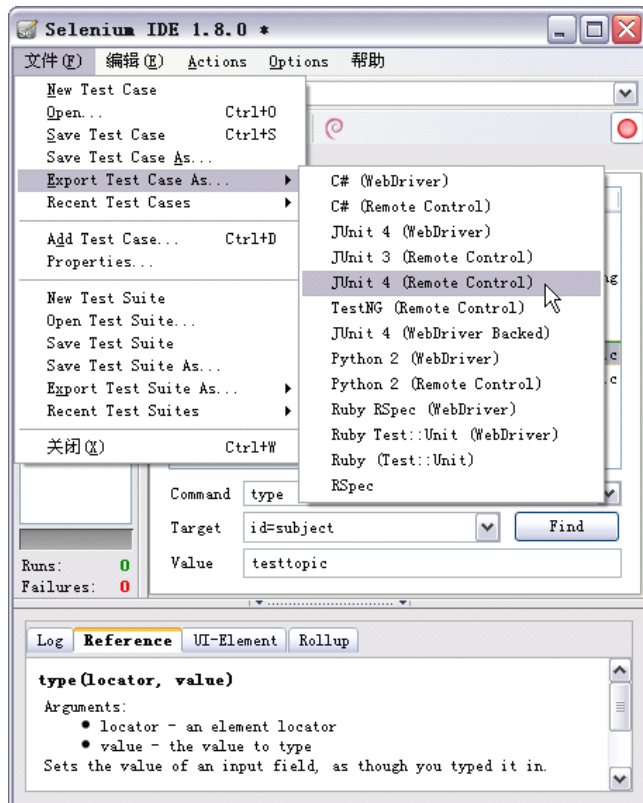 Selenium IDE 1.8.0 *
文件(F) 编辑(E) Actions Options 帮助
New Test Case
Open... Ctrl+O
Save Test Case Ctrl+S
Save Test Case As...
Export Test Case As...
Recent Test Cases
Add Test Case... Ctrl+D
Properties...
New Test Suite
Open Test Suite...
Save Test Suite
Save Test Suite As...
Export Test Suite As...
Recent Test Suites
关闭(X) Ctrl+W
C# (WebDriver)
C# (Remote Control)
JUnit 4 (WebDriver)
JUnit 3 (Remote Control)
JUnit 4 (Remote Control)
TestNG (Remote Control)
JUnit 4 (WebDriver Backed)
Python 2 (WebDriver)
Python 2 (Remote Control)
Ruby RSpec (WebDriver)
Ruby Test::Unit (WebDriver)
Ruby (Test::Unit)
RSpec
Command type
Target id=subject Find
Value testtopic
Runs: 0
Failures: 0
Log Reference UI-Element Rollup
type(locator, value)
Arguments:
● locator - an element locator
● value - the value to type
Sets the value of an input field, as though you typed it in.